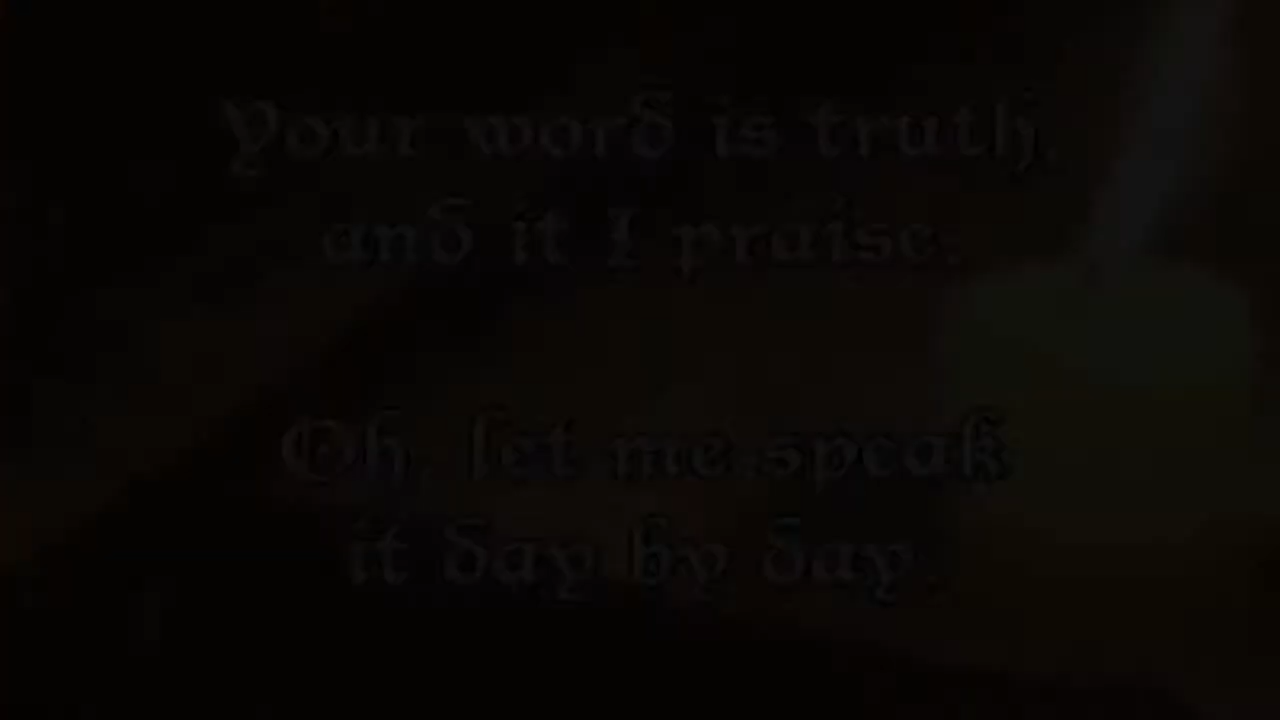 Your word is truth,
and it I praise.
Oh, let me speak
it day by day.